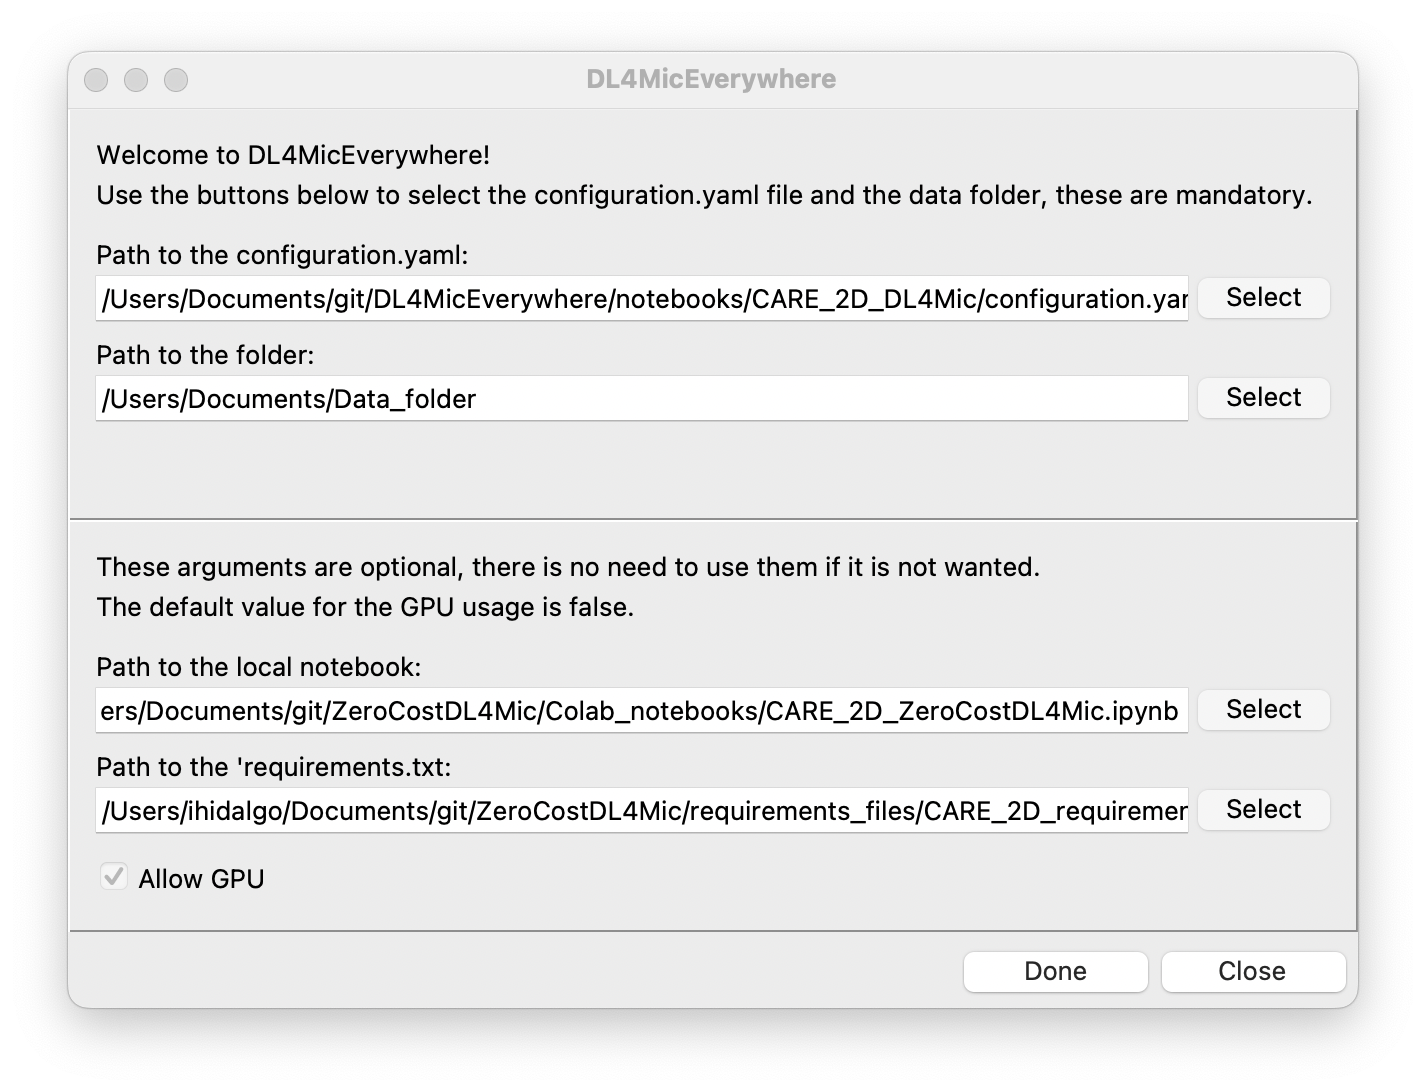 DL4MicEverywhere
Welcome to DL4MicEverywhere!
Use the buttons below to select the configuration.yaml file and the data folder, these are mandatory.
Path to the configuration.yaml:
/Users/Documents/git/DL4MicEverywhere/notebooks/CARE_2D_DL4Mic/configuration.yar
Select
Path to the folder:
/Users/Documents/Data_folder
Select
These arguments are optional, there is no need to use them if it is not wanted.
The default value for the GPU usage is false.
Path to the local notebook:
ers/Documents/git/ZeroCostDL4Mic/Colab_notebooks/CARE_2D_ZeroCostDL4Mic.ipynb
Select
Path to the 'requirements.txt:
/Users/ihidalgo/Documents/git/ZeroCostDL4Mic/requirements_files/CARE_2D_requiremer
Select
Allow GPU
Done
Close